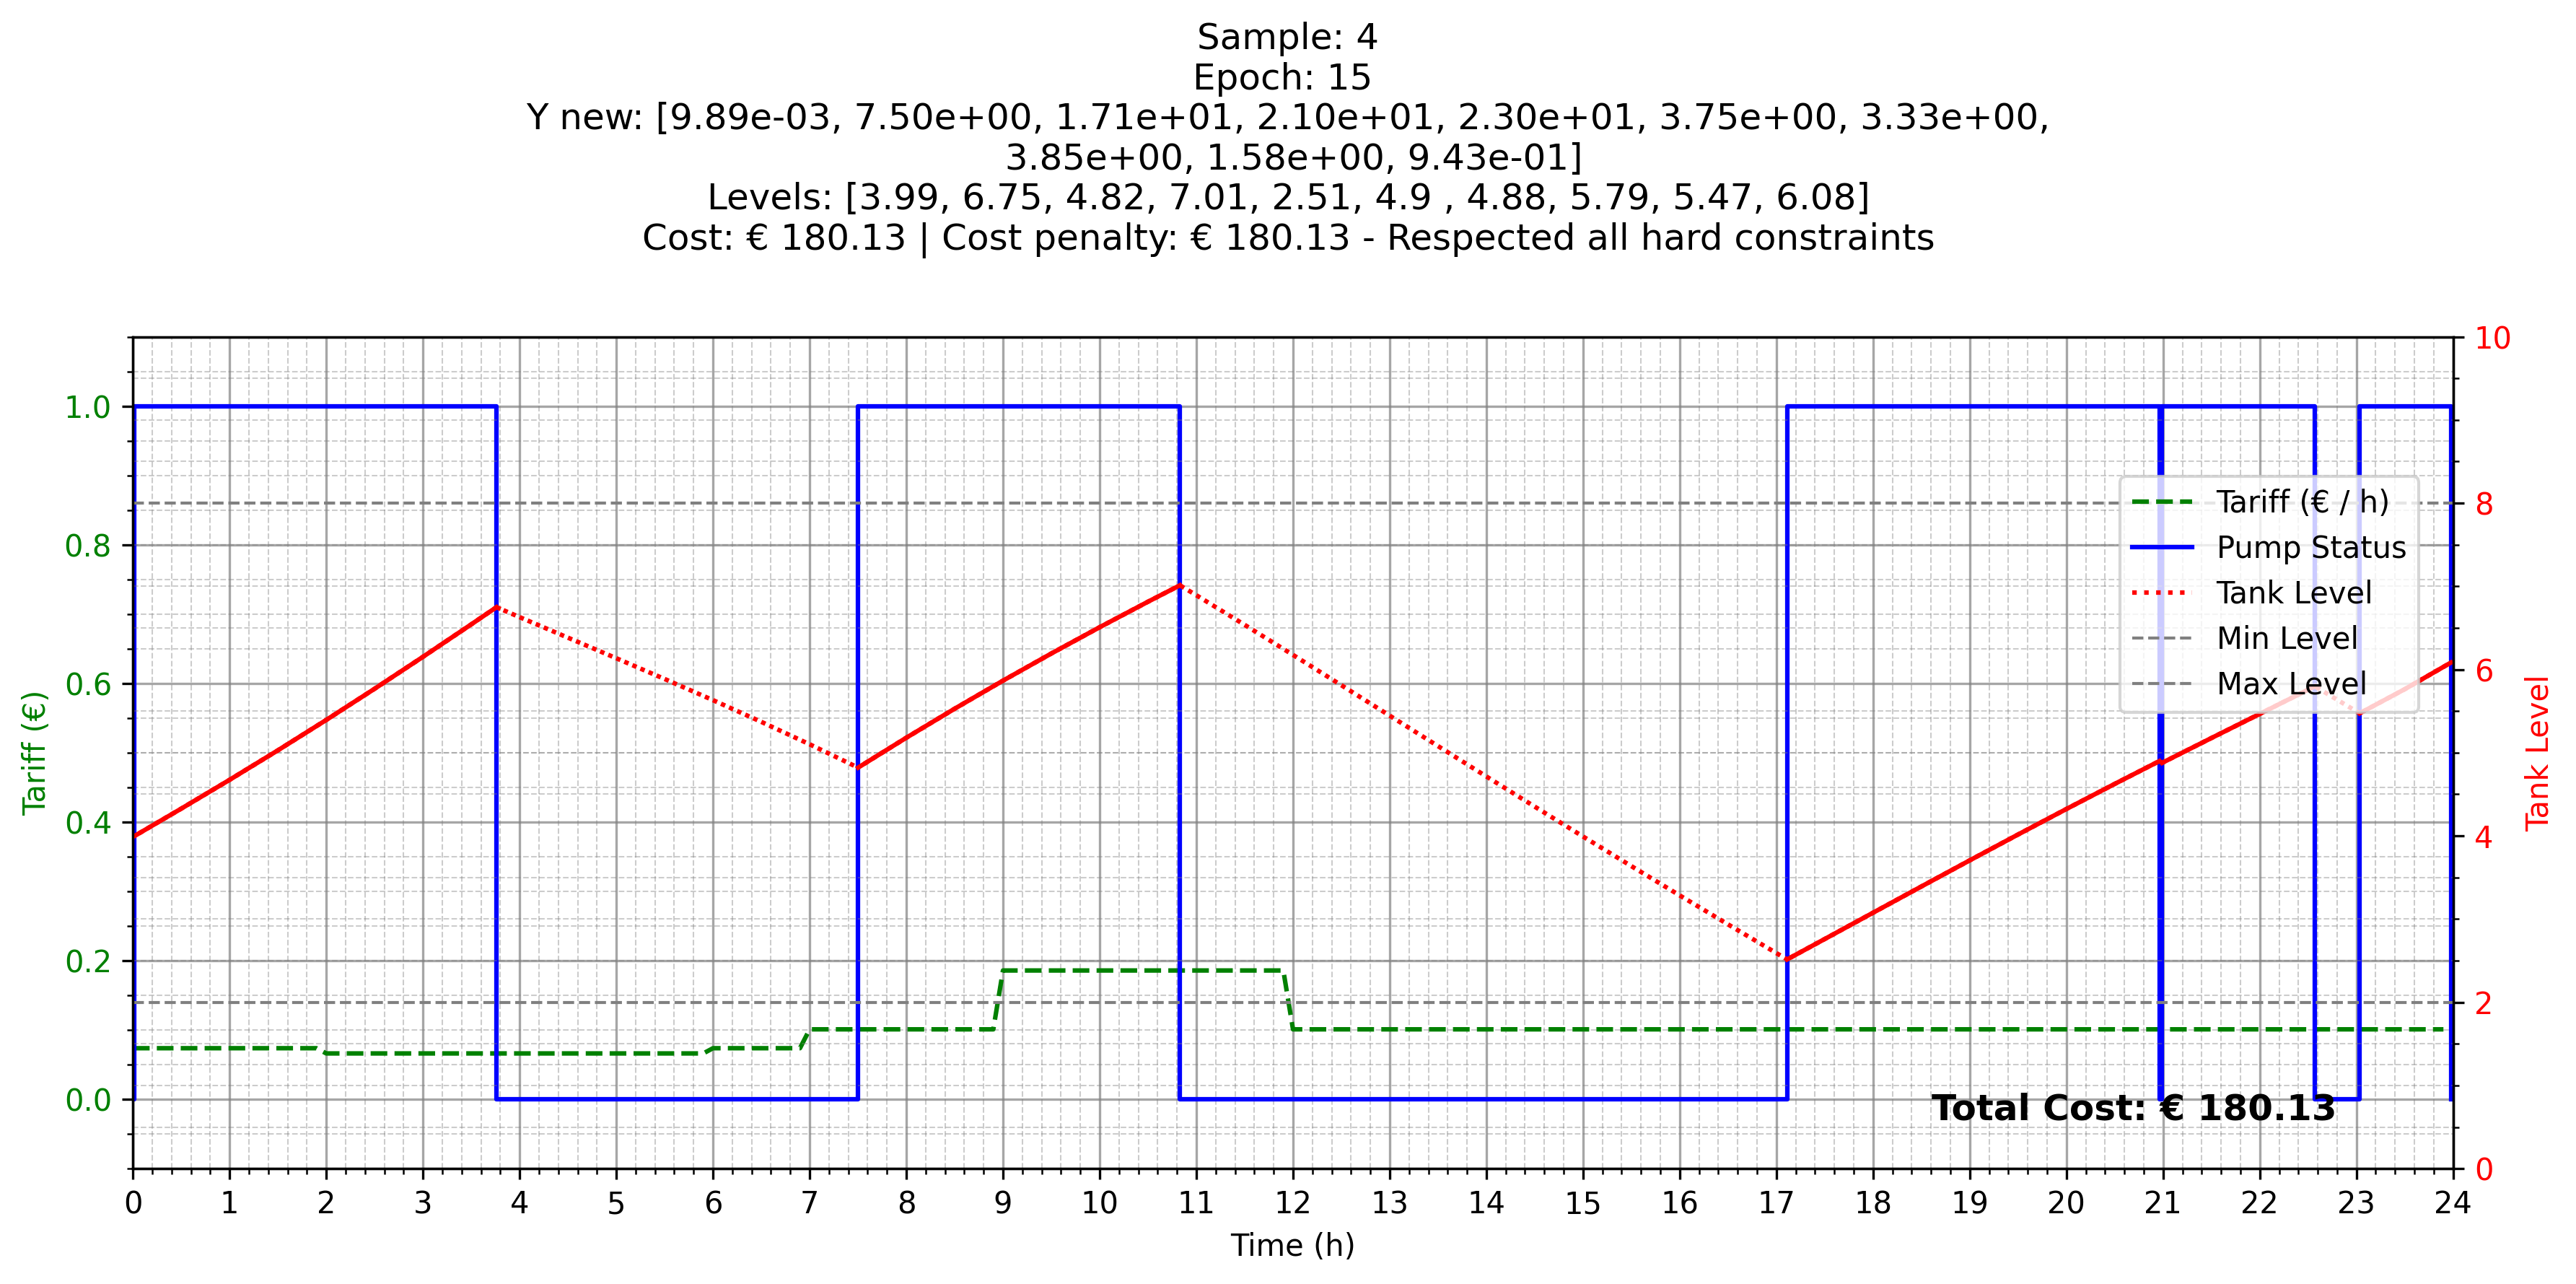 Sample: 4
Epoch: 15
Y new: [9.89e-03, 7.50e+00, 1.71e+01, 2.10e+01, 2.30e+01, 3.75e+00, 3.33e+00,
3.85e+00, 1.58e+00, 9.43e-01]
Levels: [3.99, 6.75, 4.82, 7.01, 2.51, 4.9 , 4.88, 5.79, 5.47, 6.08]
Cost: € 180.13 | Cost penalty: € 180.13 - Respected all hard constraints
1.0
0.8
0.6
0.4
0.2
0.0
Tariff (€)
10
8
6
4
2
0
Tank Level
Tariff (€ / h)
Pump Status
Tank Level
Min Level
Max Level
Total Cost: € 180.13
0 1 2 3 4 5 6 7 8 9 10 11 12 13 14 15 16 17 18 19 20 21 22 23 24
Time (h)